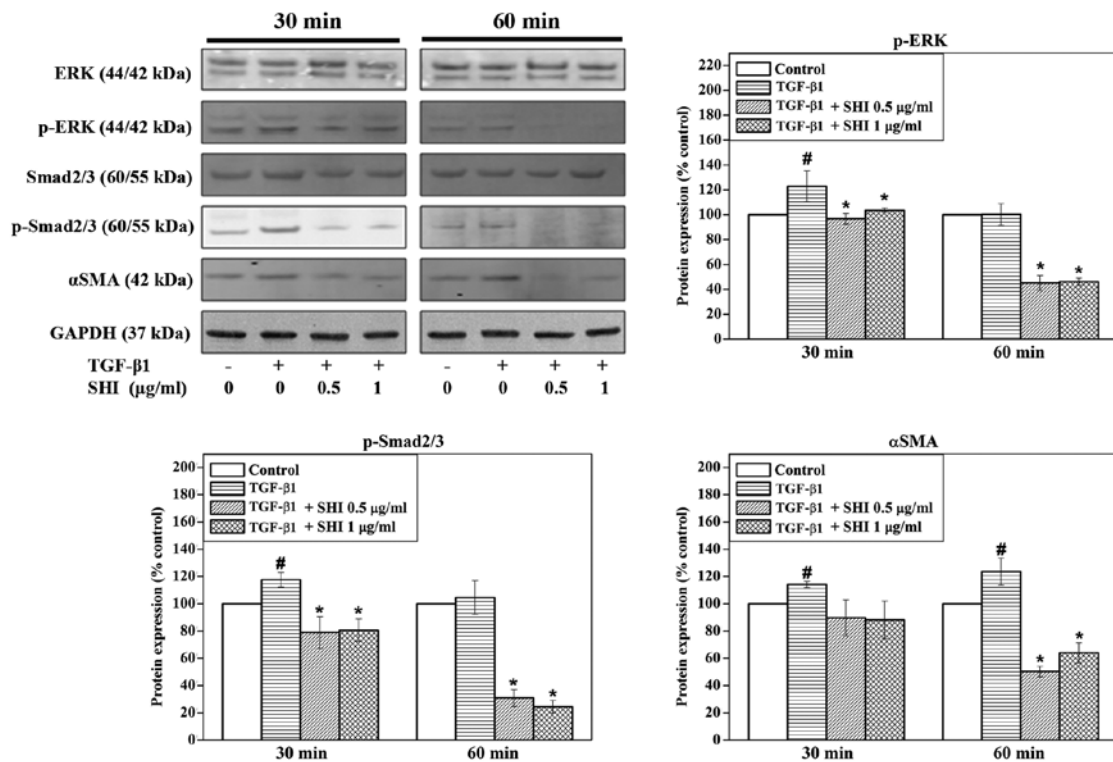 30 min 60 min
ERK (44/42 kDa)
p-ERK (44/42 kDa)
Smad2/3 (60/55 kDa)
p-Smad2/3 (60/55 kDa)
αSMA (42 kDa)
GAPDH (37 kDa)
TGF-β1 - + + + - + + +
SHI (μg/ml) 0 0 0.5 1 0 0 0.5 1
p-ERK
Protein expression (% control)
220
200
180
160
140
120
100
80
60
40
20
0
Control
TGF-β1
TGF-β1 + SHI 0.5 μg/ml
TGF-β1 + SHI 1 μg/ml
# * * * *
30 min 60 min
p-Smad2/3
Protein expression (% control)
200
180
160
140
120
100
80
60
40
20
0
Control
TGF-β1
TGF-β1 + SHI 0.5 μg/ml
TGF-β1 + SHI 1 μg/ml
# * * * *
30 min 60 min
αSMA
Protein expression (% control)
200
180
160
140
120
100
80
60
40
20
0
Control
TGF-β1
TGF-β1 + SHI 0.5 μg/ml
TGF-β1 + SHI 1 μg/ml
# # * *
30 min 60 min